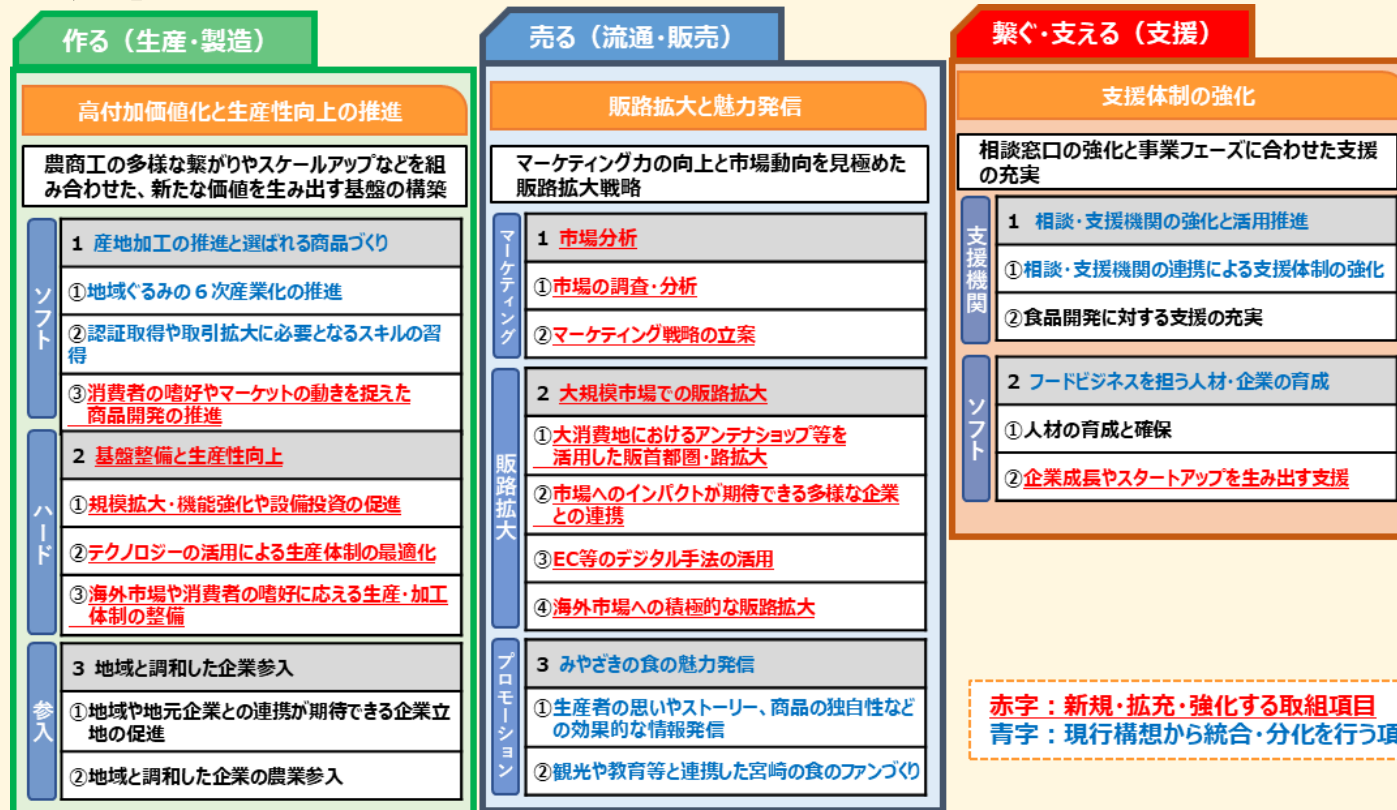 作る（生産・製造）
高付加価値化と生産性向上の推進
農商工の多様な繋がりやスケールアップなどを組
み合わせた、新たな価値を生み出す基盤の構築
ソフト
1 産地加工の推進と選ばれる商品づくり
①地域ぐるみの６次産業化の推進
②認証取得や取引拡大に必要となるスキルの習
得
③消費者の嗜好やマーケットの動きを捉えた
商品開発の推進
ハード
2 基盤整備と生産性向上
①規模拡大・機能強化や設備投資の促進
②テクノロジーの活用による生産体制の最適化
③海外市場や消費者の嗜好に応える生産・加工
体制の整備
参入
3 地域と調和した企業参入
①地域や地元企業との連携が期待できる企業立
地の促進
②地域と調和した企業の農業参入
売る（流通・販売）
販路拡大と魅力発信
マーケティング力の向上と市場動向を見極めた
販路拡大戦略
マーケティング
1 市場分析
①市場の調査・分析
②マーケティング戦略の立案
販路拡大
2 大規模市場での販路拡大
①大消費地におけるアンテナショップ等を
活用した販首都圏・路拡大
②市場へのインパクトが期待できる多様な企業
との連携
③EC等のデジタル手法の活用
④海外市場への積極的な販路拡大
プロモーション
3 みやざきの食の魅力発信
①生産者の思いやストーリー、商品の独自性など
の効果的な情報発信
②観光や教育等と連携した宮崎の食のファンづくり
繋ぐ・支える（支援）
支援体制の強化
相談窓口の強化と事業フェーズに合わせた支援
の充実
支援機関
1 相談・支援機関の強化と活用推進
①相談・支援機関の連携による支援体制の強化
②食品開発に対する支援の充実
ソフト
2 フードビジネスを担う人材・企業の育成
①人材の育成と確保
②企業成長やスタートアップを生み出す支援
赤字：新規・拡充・強化する取組項目
青字：現行構想から統合・分化を行う項